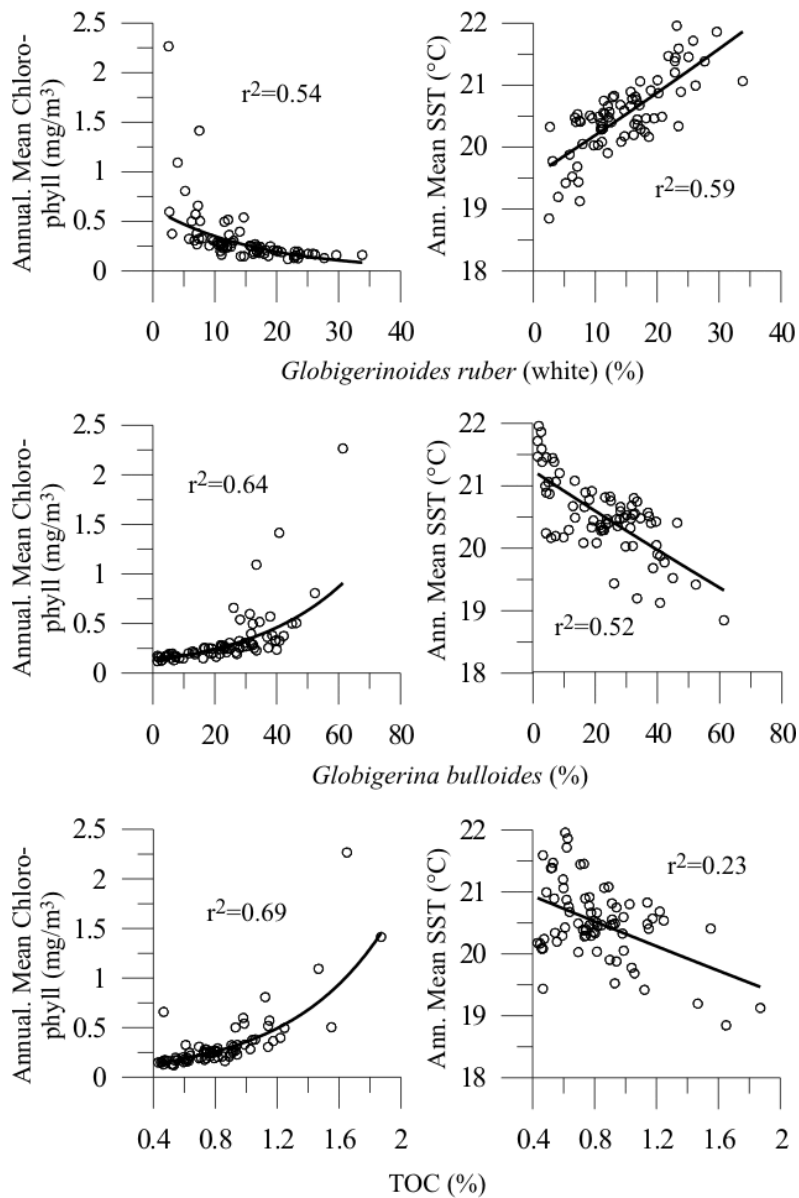 Annual. Mean Chloro-
phyll (mg/m³)
2.5
2
1.5
1
0.5
0
r²=0.54
0 10 20 30 40
Ann. Mean SST (°C)
22
21
20
19
18
r²=0.59
0 10 20 30 40
Globigerinoides ruber (white) (%)
Annual. Mean Chloro-
phyll (mg/m³)
2.5
2
1.5
1
0.5
0
r²=0.64
0 20 40 60 80
Ann. Mean SST (°C)
22
21
20
19
18
r²=0.52
0 20 40 60 80
Globigerina bulloides (%)
Annual. Mean Chloro-
phyll (mg/m³)
2.5
2
1.5
1
0.5
0
r²=0.69
0.4 0.8 1.2 1.6 2
Ann. Mean SST (°C)
22
21
20
19
18
r²=0.23
0.4 0.8 1.2 1.6 2
TOC (%)